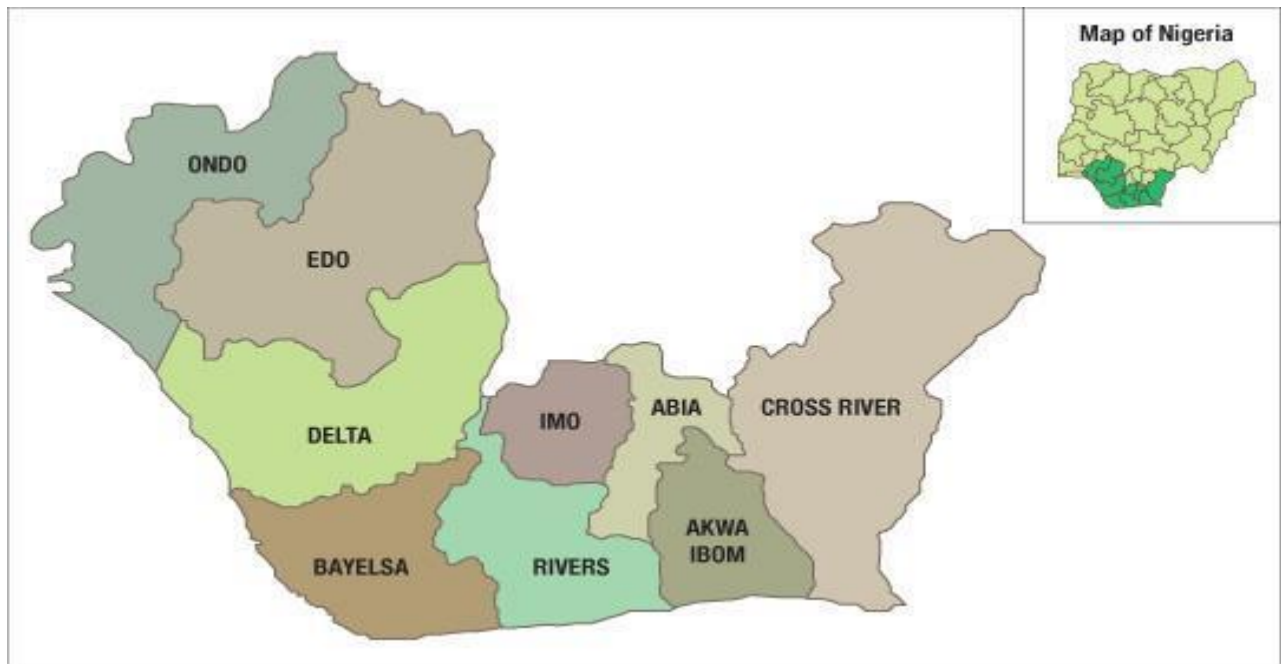 Map of Nigeria
ONDO
EDO
DELTA
IMO
ABIA
CROSS RIVER
AKWA
IBOM
BAYELSA
RIVERS